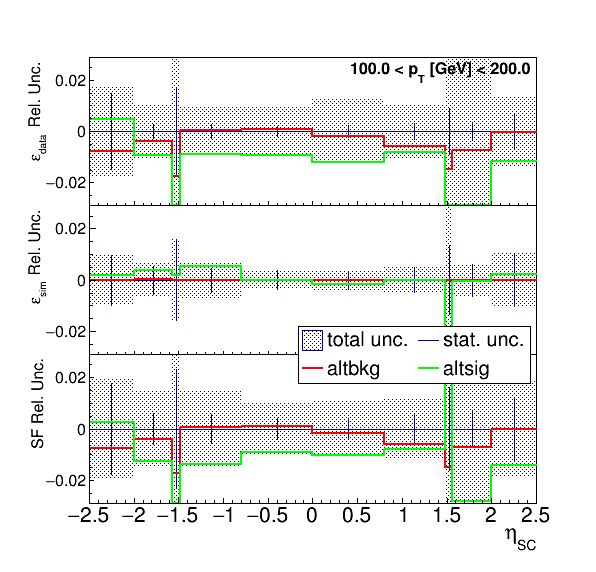 100.0 < p_T [GeV] < 200.0
ε_data Rel. Unc.
0.02
0
−0.02
ε_sim Rel. Unc.
0.02
0
−0.02
total unc. stat. unc.
altbkg altsig
SF Rel. Unc.
0.02
0
−0.02
−2.5 −2 −1.5 −1 −0.5 0 0.5 1 1.5 2 2.5
η_SC